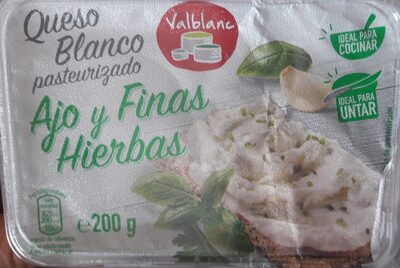 Queso
Blanco
pasteurizado
Valblanc
Ajo y Finas
Hierbas
IDEAL PARA
COCINAR
IDEAL PARA
UNTAR
e 200 g